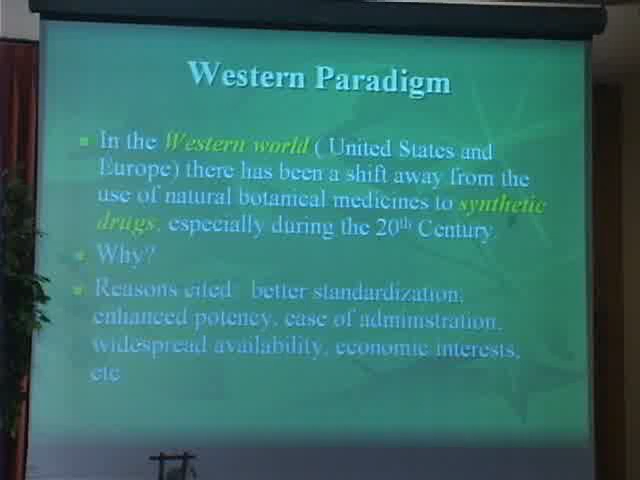 Western Paradigm
In the Western world ( United States and
Europe) there has been a shift away from the
use of natural botanical medicines to synthetic
drugs, especially during the 20th Century.
Why?
Reasons cited better standardization,
enhanced potency, ease of administration,
widespread availability, economic interests,
etc